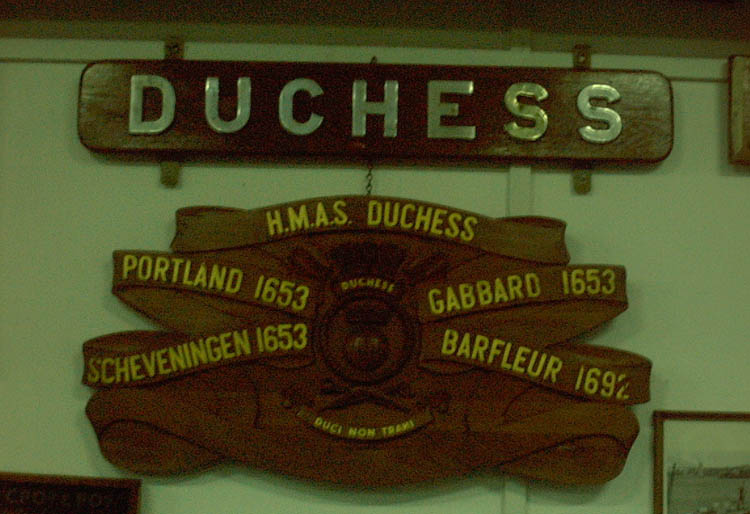 DUCHESS
H.M.A.S. DUCHESS
PORTLAND 1653
GABBARD 1653
SCHEVENINGEN 1653
BARFLEUR 1692
DUCHESS
DUCI NON TRAHI